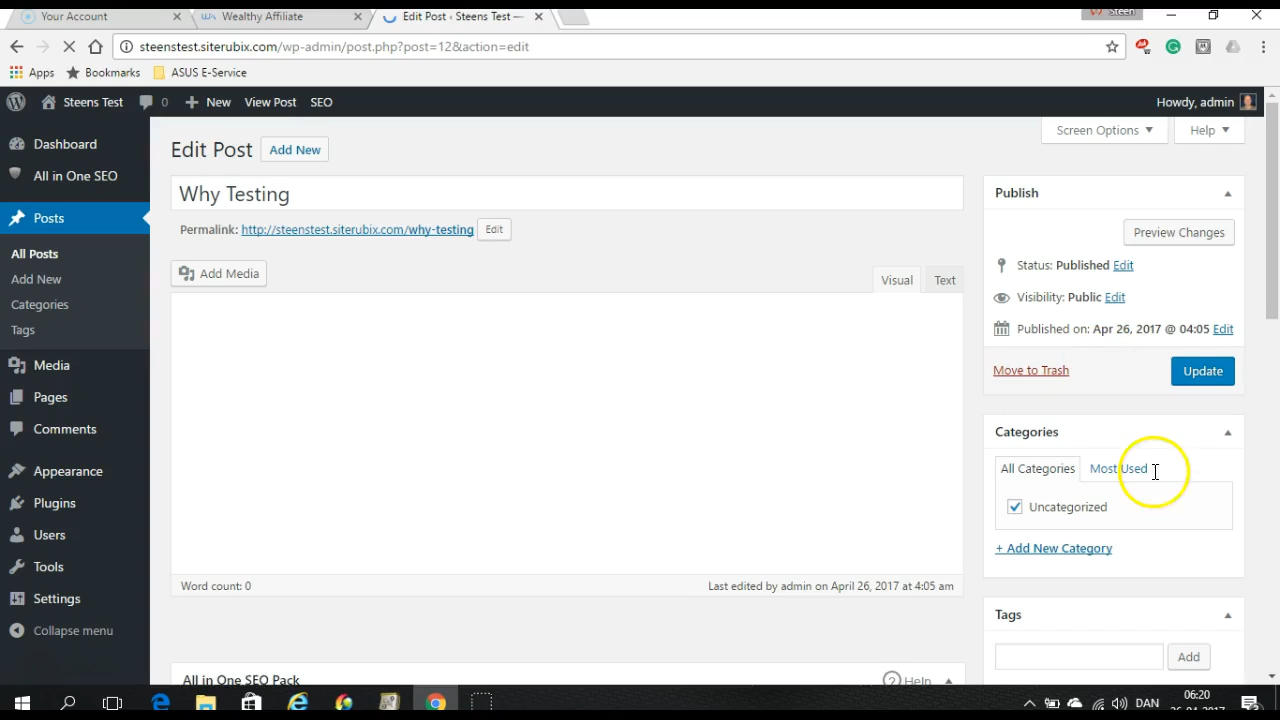 Your Account
Wealthy Affiliate
Edit Post ‹ Steens Test —
Steen
steenstest.siterubix.com/wp-admin/post.php?post=12&action=edit
Apps
Bookmarks
ASUS E-Service
Steens Test
0
New
View Post
SEO
Howdy, admin
Screen Options
Help
Dashboard
All in One SEO
Posts
All Posts
Add New
Categories
Tags
Media
Pages
Comments
Appearance
Plugins
Users
Tools
Settings
Collapse menu
Edit Post
Add New
Why Testing
Permalink: http://steenstest.siterubix.com/why-testing
Edit
Add Media
Visual
Text
Word count: 0
Last edited by admin on April 26, 2017 at 4:05 am
All in One SEO Pack
Help
Publish
Preview Changes
Status: Published Edit
Visibility: Public Edit
Published on: Apr 26, 2017 @ 04:05 Edit
Move to Trash
Update
Categories
All Categories
Most Used
Uncategorized
+ Add New Category
Tags
Add
DAN
06:20